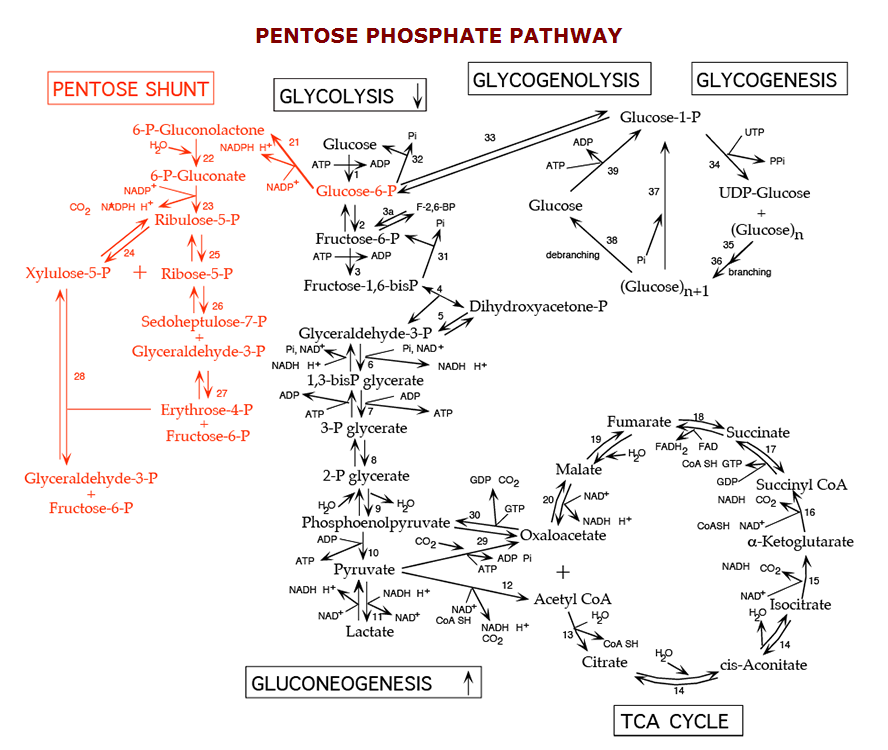 PENTOSE PHOSPHATE PATHWAY
PENTOSE SHUNT
GLYCOLYSIS ↓
GLYCOGENOLYSIS
GLYCOGENESIS
6-P-Gluconolactone
H2O
22
NADPH H+
21
NADP+
6-P-Gluconate
NADP+
CO2 NADPH H+
23
Ribulose-5-P
24
25
Xylulose-5-P + Ribose-5-P
26
Sedoheptulose-7-P
+
Glyceraldehyde-3-P
27
28
Erythrose-4-P
+
Fructose-6-P
Glyceraldehyde-3-P
+
Fructose-6-P
Glucose
Pi
ATP ADP
1
32
33
Glucose-6-P
2
3a
F-2,6-BP
Fructose-6-P
Pi
ATP ADP
3
31
Fructose-1,6-bisP
4
Dihydroxyacetone-P
5
Glyceraldehyde-3-P
Pi, NAD+
Pi, NAD+
NADH H+
6
NADH H+
1,3-bisP glycerate
ADP
ADP
ATP
7
ATP
3-P glycerate
8
2-P glycerate
H2O
9
H2O
Phosphoenolpyruvate
ADP
ATP
10
Pyruvate
NADH H+
NADH H+
NAD+
11
NAD+
Lactate
GLUCONEOGENESIS ↑
Glucose-1-P
ADP
ATP
39
37
34
UTP
PPi
Glucose
UDP-Glucose
+
(Glucose)n
38
debranching
Pi
35
36
branching
(Glucose)n+1
GDP CO2
GTP
30
CO2
29
ADP Pi
ATP
Oxaloacetate
+
12
NAD+
CoA SH
NADH H+
CO2
Acetyl CoA
H2O
13
CoA SH
Citrate
H2O
14
cis-Aconitate
H2O
14
Isocitrate
NADH CO2
15
NAD+
α-Ketoglutarate
NADH CO2
16
CoASH NAD+
Succinyl CoA
CoA SH GTP
GDP
17
Succinate
18
FADH2 FAD
Fumarate
19
H2O
Malate
20
NAD+
NADH H+
TCA CYCLE